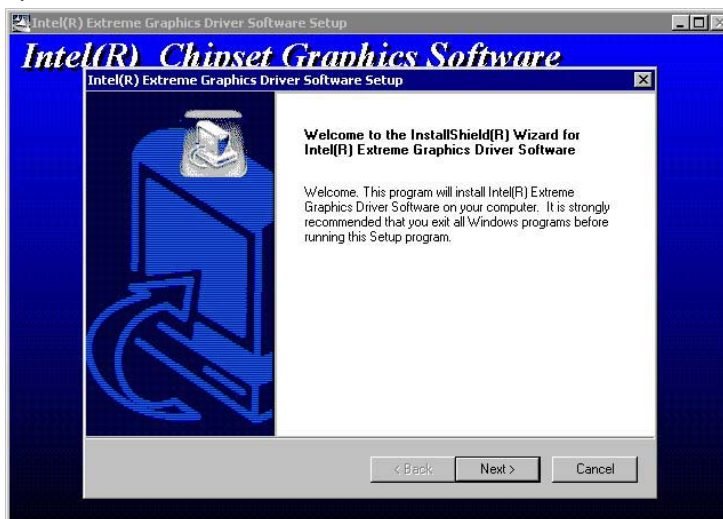 Intel(R) Extreme Graphics Driver Software Setup
Intel(R) Chipset Graphics Software
Intel(R) Extreme Graphics Driver Software Setup
Welcome to the InstallShield(R) Wizard for
Intel(R) Extreme Graphics Driver Software
Welcome. This program will install Intel(R) Extreme
Graphics Driver Software on your computer. It is strongly
recommended that you exit all Windows programs before
running this Setup program.
< Back Next > Cancel